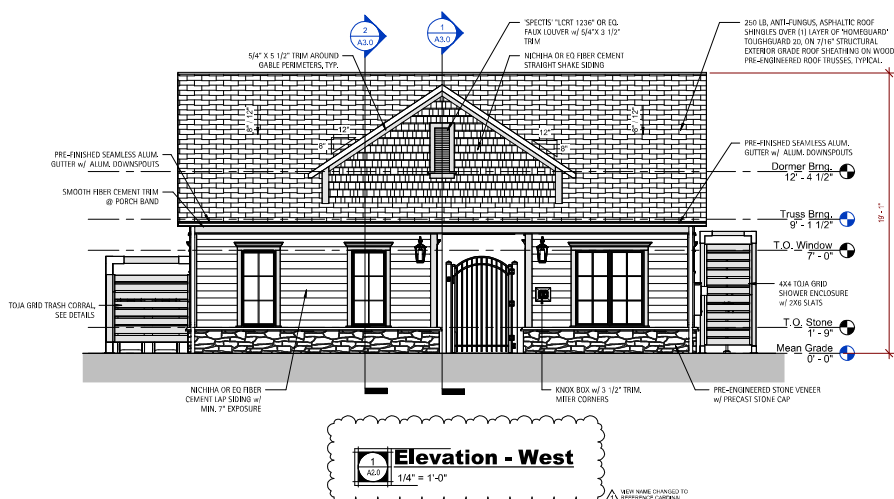 2
A3.0
1
A3.0
'SPECTIS' "LCRT 1236" OR EQ.
FAUX LOUVER w/ 5/4"X 3 1/2"
TRIM
250 LB, ANTI-FUNGUS, ASPHALTIC ROOF
SHINGLES OVER (1) LAYER OF 'HOMEGUARD'
TOUGHGUARD 20, ON 7/16" STRUCTURAL
EXTERIOR GRADE ROOF SHEATHING ON WOOD
PRE-ENGINEERED ROOF TRUSSES, TYPICAL.
5/4" X 5 1/2" TRIM AROUND
GABLE PERIMETERS, TYP.
NICHIHA OR EQ FIBER CEMENT
STRAIGHT SHAKE SIDING
6" / 12"
6" / 12"
12"
8"
12"
8"
PRE-FINISHED SEAMLESS ALUM.
GUTTER w/ ALUM. DOWNSPOUTS
PRE-FINISHED SEAMLESS ALUM.
GUTTER w/ ALUM. DOWNSPOUTS
Dormer Brng.
12' - 4 1/2"
SMOOTH FIBER CEMENT TRIM
@ PORCH BAND
Truss Brng.
9' - 1 1/2"
19' - 1"
T.O. Window
7' - 0"
TOJA GRID TRASH CORRAL,
SEE DETAILS
4X4 TOJA GRID
SHOWER ENCLOSURE
w/ 2X6 SLATS
T.O. Stone
1' - 9"
Mean Grade
0' - 0"
NICHIHA OR EQ FIBER
CEMENT LAP SIDING w/
MIN. 7" EXPOSURE
KNOX BOX w/ 3 1/2" TRIM.
MITER CORNERS
PRE-ENGINEERED STONE VENEER
w/ PRECAST STONE CAP
1
A2.0
Elevation - West
1/4" = 1'-0"
1
VIEW NAME CHANGED TO
REFERENCE CARDINAL